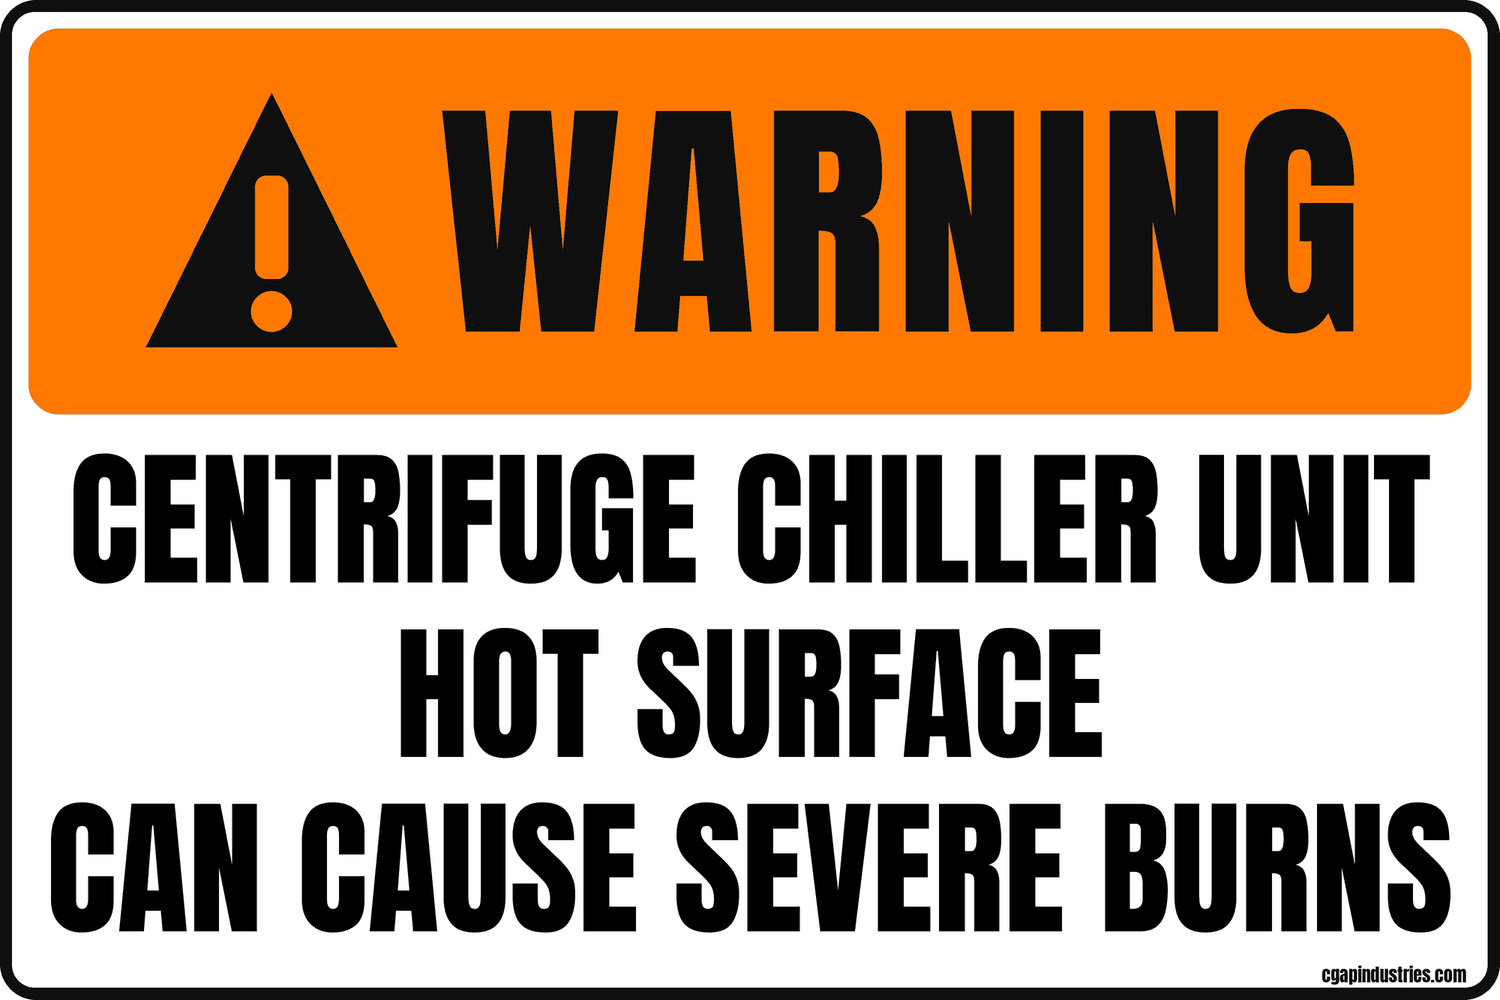 WARNING
CENTRIFUGE CHILLER UNIT
HOT SURFACE
CAN CAUSE SEVERE BURNS
cgapindustries.com